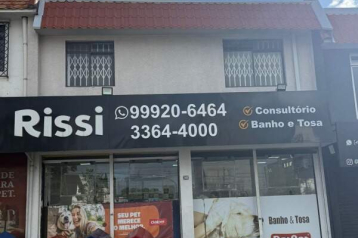 Rissi
99920-6464
3364-4000
Consultório
Banho e Tosa
SEU PET
MERECE
O MELHOR
Banho & Tosa